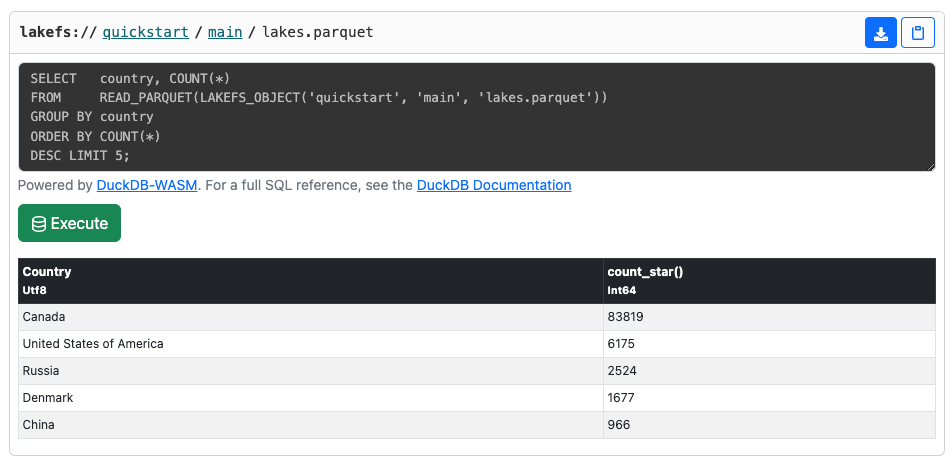 lakefs:// quickstart / main / lakes.parquet
SELECT   country, COUNT(*)
FROM     READ_PARQUET(LAKEFS_OBJECT('quickstart', 'main', 'lakes.parquet'))
GROUP BY country
ORDER BY COUNT(*)
DESC LIMIT 5;
Powered by DuckDB-WASM. For a full SQL reference, see the DuckDB Documentation
Execute
Country count_star()
Utf8 Int64
Canada 83819
United States of America 6175
Russia 2524
Denmark 1677
China 966